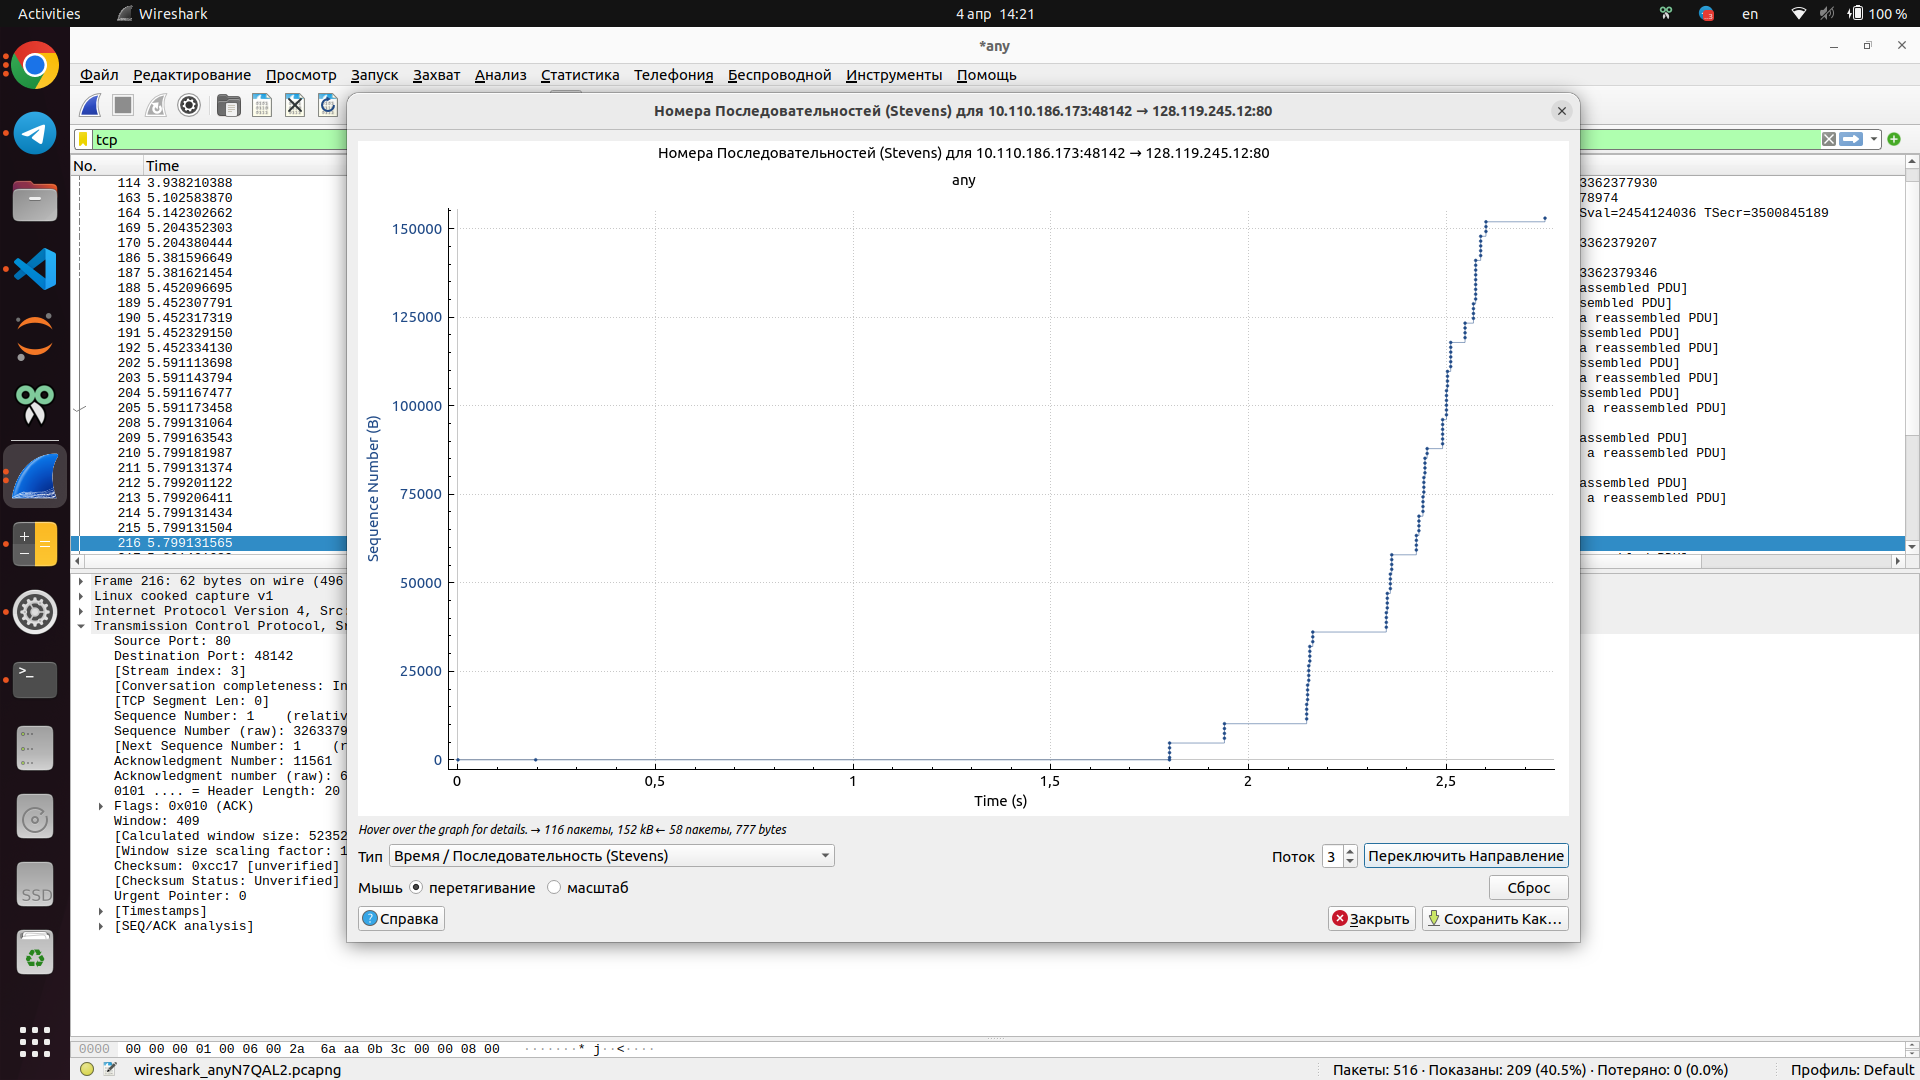 Activities
Wireshark
4 апр 14:21
en
100 %
*any
Файл Редактирование Просмотр Запуск Захват Анализ Статистика Телефония Беспроводной Инструменты Помощь
tcp
No. Time
114 3.938210388
163 5.102583870
164 5.142302662
169 5.204352303
170 5.204380444
186 5.381596649
187 5.381621454
188 5.452096695
189 5.452307791
190 5.452317319
191 5.452329150
192 5.452334130
202 5.591113698
203 5.591143794
204 5.591167477
205 5.591173458
208 5.799131064
209 5.799163543
210 5.799181987
211 5.799131374
212 5.799201122
213 5.799206411
214 5.799131434
215 5.799131504
216 5.799131565
3362377930
78974
Sval=2454124036 TSecr=3500845189
3362379207
3362379346
assembled PDU]
sembled PDU]
a reassembled PDU]
ssembled PDU]
a reassembled PDU]
ssembled PDU]
a reassembled PDU]
ssembled PDU]
a reassembled PDU]
assembled PDU]
a reassembled PDU]
assembled PDU]
a reassembled PDU]
Номера Последовательностей (Stevens) для 10.110.186.173:48142 → 128.119.245.12:80
Номера Последовательностей (Stevens) для 10.110.186.173:48142 → 128.119.245.12:80
any
Sequence Number (B)
150000
125000
100000
75000
50000
25000
0
0 0,5 1 1,5 2 2,5
Time (s)
Hover over the graph for details. → 116 пакеты, 152 kB ← 58 пакеты, 777 bytes
Тип Время / Последовательность (Stevens)
Поток 3 Переключить Направление
Мышь перетягивание масштаб
Сброс
Справка
Закрыть
Сохранить Как…
Frame 216: 62 bytes on wire (496
Linux cooked capture v1
Internet Protocol Version 4, Src:
Transmission Control Protocol, Sr
Source Port: 80
Destination Port: 48142
[Stream index: 3]
[Conversation completeness: In
[TCP Segment Len: 0]
Sequence Number: 1 (relativ
Sequence Number (raw): 3263379
[Next Sequence Number: 1 (r
Acknowledgment Number: 11561
Acknowledgment number (raw): 6
0101 .... = Header Length: 20
Flags: 0x010 (ACK)
Window: 409
[Calculated window size: 52352
[Window size scaling factor: 1
Checksum: 0xcc17 [unverified]
[Checksum Status: Unverified]
Urgent Pointer: 0
[Timestamps]
[SEQ/ACK analysis]
SSD
0000 00 00 00 01 00 06 00 2a 6a aa 0b 3c 00 00 08 00 ·······* j··<····
wireshark_anyN7QAL2.pcapng
Пакеты: 516 · Показаны: 209 (40.5%) · Потеряно: 0 (0.0%)
Профиль: Default